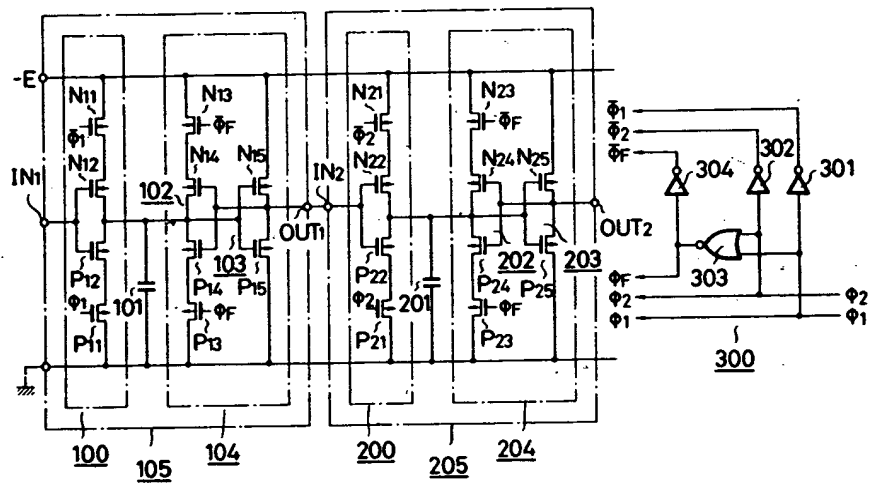 -E
N11
Φ̄1
N12
IN1
P12
Φ1
P11
101
102
N13
Φ̄F
N14
N15
103
P14
P15
ΦF
P13
OUT1
IN2
N21
Φ̄2
N22
P22
Φ2
P21
201
N23
Φ̄F
N24
N25
202
203
P24
P25
ΦF
P23
OUT2
Φ̄1
Φ̄2
Φ̄F
304
302
301
303
ΦF
Φ2
Φ1
Φ2
Φ1
300
100
105
104
200
205
204